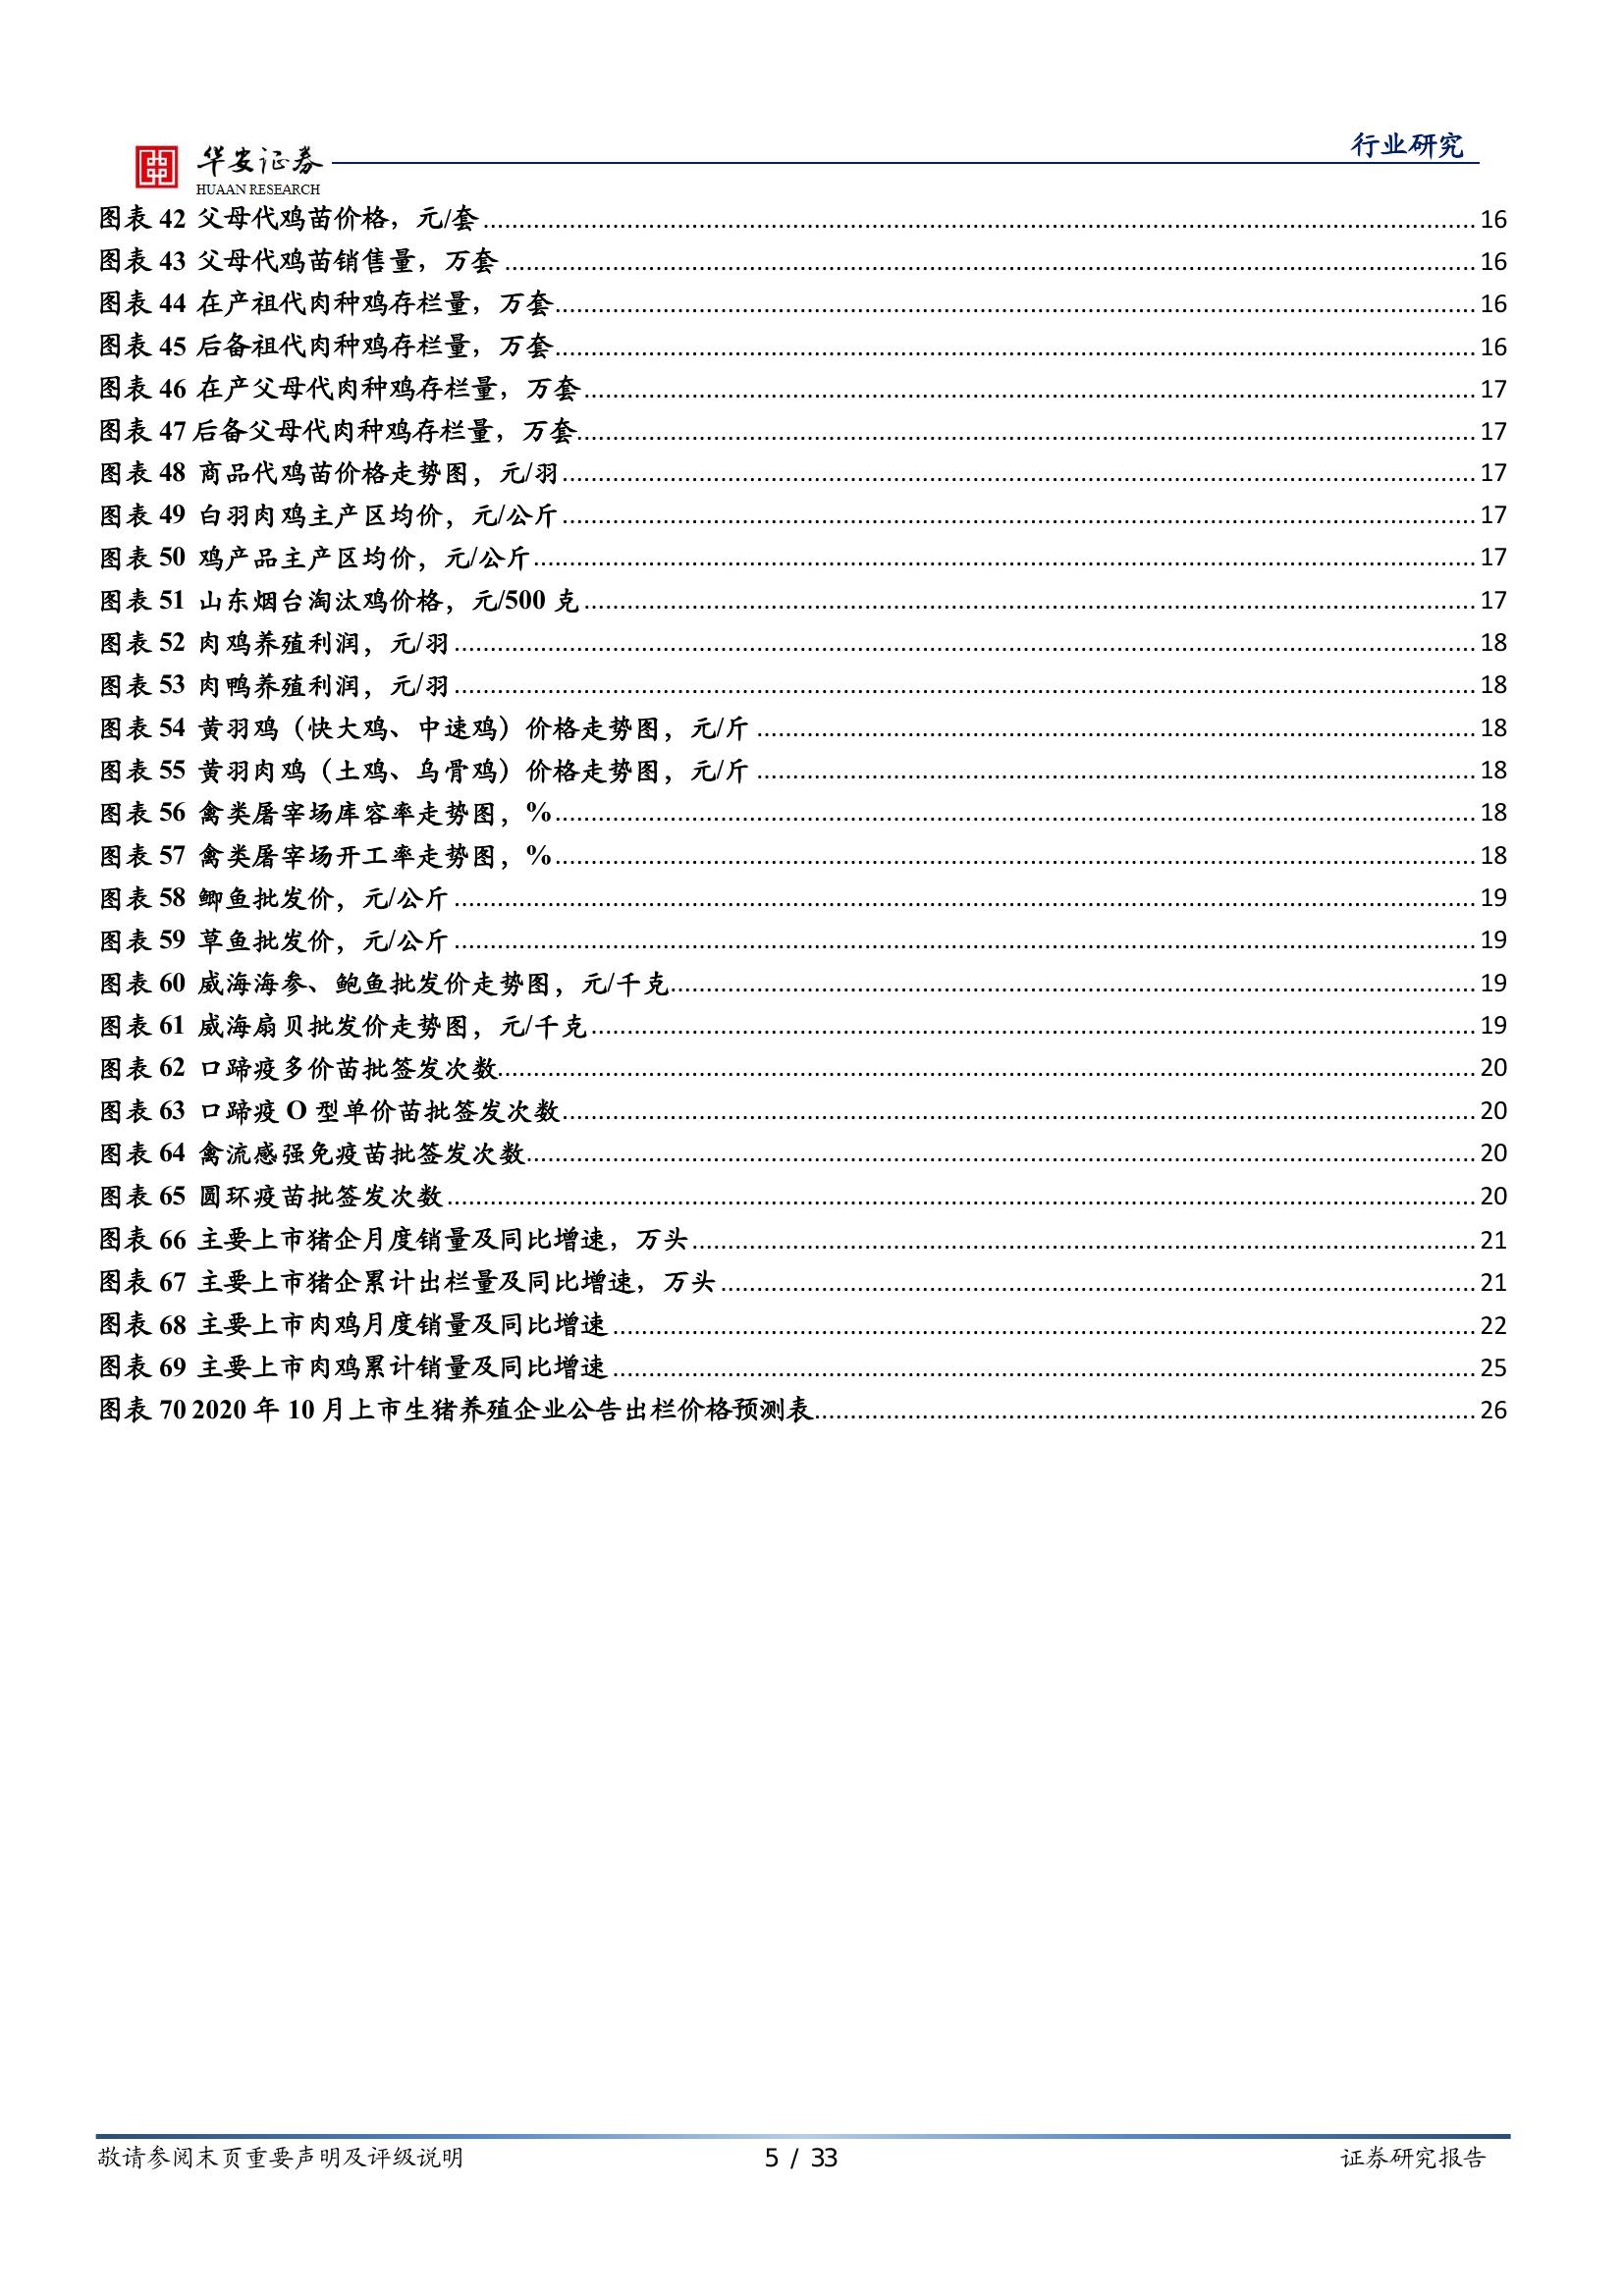 华安证券
HUAAN RESEARCH
行业研究
图表 42 父母代鸡苗价格，元/套 16
图表 43 父母代鸡苗销售量，万套 16
图表 44 在产祖代肉种鸡存栏量，万套 16
图表 45 后备祖代肉种鸡存栏量，万套 16
图表 46 在产父母代肉种鸡存栏量，万套 17
图表 47 后备父母代肉种鸡存栏量，万套 17
图表 48 商品代鸡苗价格走势图，元/羽 17
图表 49 白羽肉鸡主产区均价，元/公斤 17
图表 50 鸡产品主产区均价，元/公斤 17
图表 51 山东烟台淘汰鸡价格，元/500 克 17
图表 52 肉鸡养殖利润，元/羽 18
图表 53 肉鸭养殖利润，元/羽 18
图表 54 黄羽鸡（快大鸡、中速鸡）价格走势图，元/斤 18
图表 55 黄羽肉鸡（土鸡、乌骨鸡）价格走势图，元/斤 18
图表 56 禽类屠宰场库容率走势图，% 18
图表 57 禽类屠宰场开工率走势图，% 18
图表 58 鲫鱼批发价，元/公斤 19
图表 59 草鱼批发价，元/公斤 19
图表 60 威海海参、鲍鱼批发价走势图，元/千克 19
图表 61 威海扇贝批发价走势图，元/千克 19
图表 62 口蹄疫多价苗批签发次数 20
图表 63 口蹄疫 O 型单价苗批签发次数 20
图表 64 禽流感强免疫苗批签发次数 20
图表 65 圆环疫苗批签发次数 20
图表 66 主要上市猪企月度销量及同比增速，万头 21
图表 67 主要上市猪企累计出栏量及同比增速，万头 21
图表 68 主要上市肉鸡月度销量及同比增速 22
图表 69 主要上市肉鸡累计销量及同比增速 25
图表 70 2020 年 10 月上市生猪养殖企业公告出栏价格预测表 26
敬请参阅末页重要声明及评级说明 5 / 33 证券研究报告